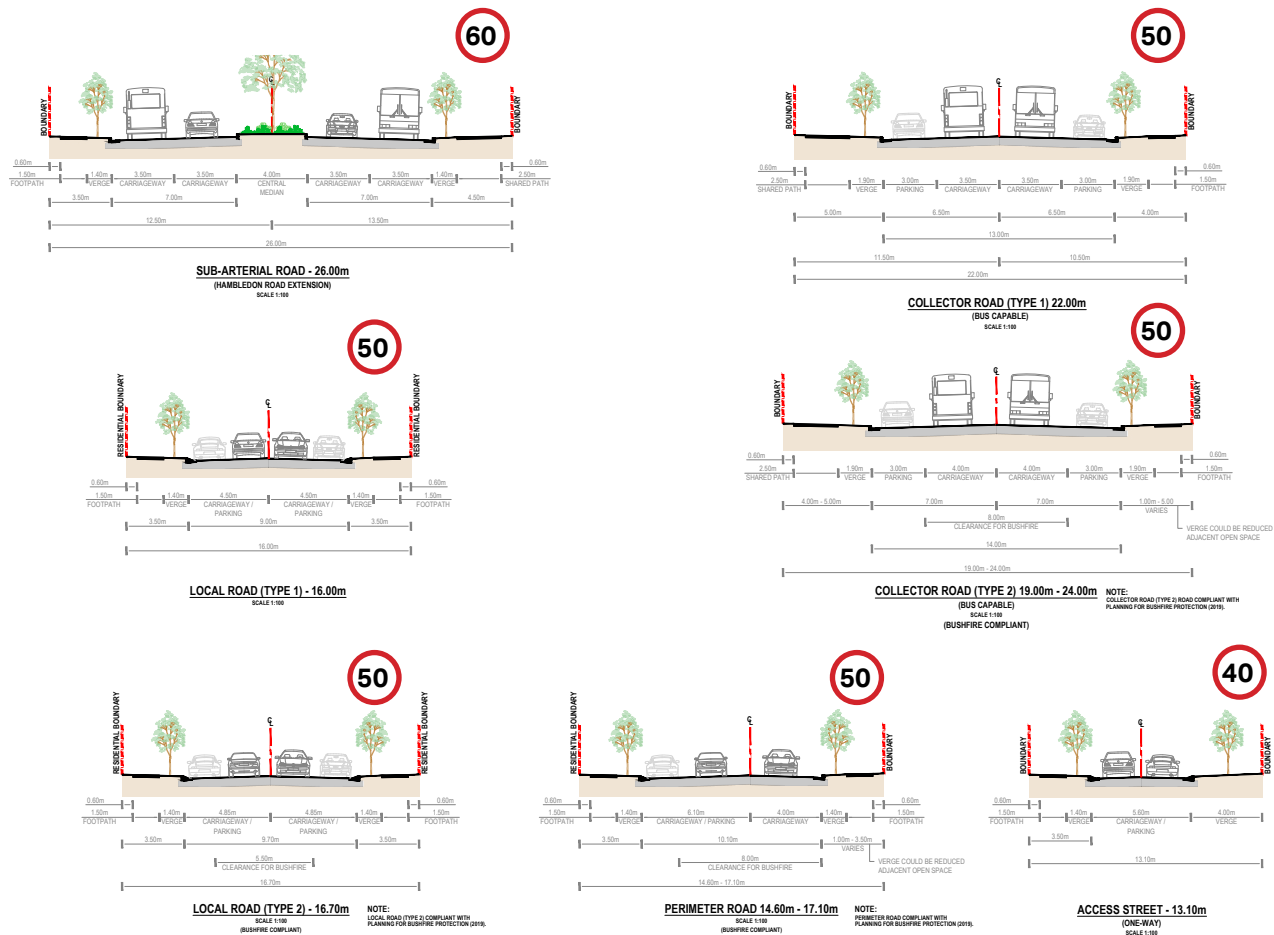 60
BOUNDARY
℄
BOUNDARY
0.60m 0.60m
1.50m 1.40m 3.50m 3.50m 4.00m 3.50m 3.50m 1.40m 2.50m
FOOTPATH VERGE CARRIAGEWAY CARRIAGEWAY CENTRAL CARRIAGEWAY CARRIAGEWAY VERGE SHARED PATH
MEDIAN
3.50m 7.00m 7.00m 4.50m
12.50m 13.50m
26.00m
SUB-ARTERIAL ROAD - 26.00m
(HAMBLEDON ROAD EXTENSION)
SCALE 1:100
50
BOUNDARY
℄
BOUNDARY
0.60m 0.60m
2.50m 1.90m 3.00m 3.50m 3.50m 3.00m 1.90m 1.50m
SHARED PATH VERGE PARKING CARRIAGEWAY CARRIAGEWAY PARKING VERGE FOOTPATH
5.00m 6.50m 6.50m 4.00m
13.00m
11.50m 10.50m
22.00m
COLLECTOR ROAD (TYPE 1) 22.00m
(BUS CAPABLE)
SCALE 1:100
50
RESIDENTIAL BOUNDARY
℄
RESIDENTIAL BOUNDARY
0.60m 0.60m
1.50m 1.40m 4.50m 4.50m 1.40m 1.50m
FOOTPATH VERGE CARRIAGEWAY / CARRIAGEWAY / VERGE FOOTPATH
PARKING PARKING
3.50m 9.00m 3.50m
16.00m
LOCAL ROAD (TYPE 1) - 16.00m
SCALE 1:100
50
BOUNDARY
℄
BOUNDARY
0.60m 0.60m
2.50m 1.90m 3.00m 4.00m 4.00m 3.00m 1.90m 1.50m
SHARED PATH VERGE PARKING CARRIAGEWAY CARRIAGEWAY PARKING VERGE FOOTPATH
4.00m - 5.00m 7.00m 7.00m 1.00m - 5.00
VARIES
8.00m
CLEARANCE FOR BUSHFIRE
VERGE COULD BE REDUCED
ADJACENT OPEN SPACE
14.00m
19.00m - 24.00m
COLLECTOR ROAD (TYPE 2) 19.00m - 24.00m
(BUS CAPABLE)
SCALE 1:100
(BUSHFIRE COMPLIANT)
NOTE:
COLLECTOR ROAD (TYPE 2) ROAD COMPLIANT WITH
PLANNING FOR BUSHFIRE PROTECTION (2019).
50
RESIDENTIAL BOUNDARY
℄
RESIDENTIAL BOUNDARY
0.60m 0.60m
1.50m 1.40m 4.85m 4.85m 1.40m 1.50m
FOOTPATH VERGE CARRIAGEWAY / CARRIAGEWAY / VERGE FOOTPATH
PARKING PARKING
3.50m 9.70m 3.50m
5.50m
CLEARANCE FOR BUSHFIRE
16.70m
LOCAL ROAD (TYPE 2) - 16.70m
SCALE 1:100
(BUSHFIRE COMPLIANT)
NOTE:
LOCAL ROAD (TYPE 2) COMPLIANT WITH
PLANNING FOR BUSHFIRE PROTECTION (2019).
50
RESIDENTIAL BOUNDARY
℄
BOUNDARY
0.60m 0.60m
1.50m 1.40m 6.10m 4.00m 1.40m 1.50m
FOOTPATH VERGE CARRIAGEWAY / PARKING CARRIAGEWAY VERGE FOOTPATH
3.50m 10.10m 1.00m - 3.50m
VARIES
8.00m
CLEARANCE FOR BUSHFIRE
VERGE COULD BE REDUCED
ADJACENT OPEN SPACE
14.60m - 17.10m
PERIMETER ROAD 14.60m - 17.10m
SCALE 1:100
(BUSHFIRE COMPLIANT)
NOTE:
PERIMETER ROAD COMPLIANT WITH
PLANNING FOR BUSHFIRE PROTECTION (2019).
40
BOUNDARY
℄
BOUNDARY
0.60m
1.50m 1.40m 5.60m 4.00m
FOOTPATH VERGE CARRIAGEWAY / VERGE
PARKING
3.50m
13.10m
ACCESS STREET - 13.10m
(ONE-WAY)
SCALE 1:100